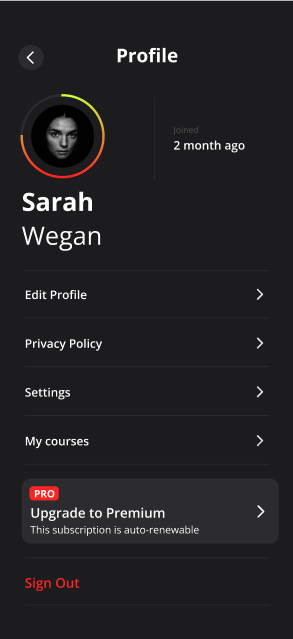 Profile
Joined
2 month ago
Sarah
Wegan
Edit Profile
Privacy Policy
Settings
My courses
PRO
Upgrade to Premium
This subscription is auto-renewable
Sign Out